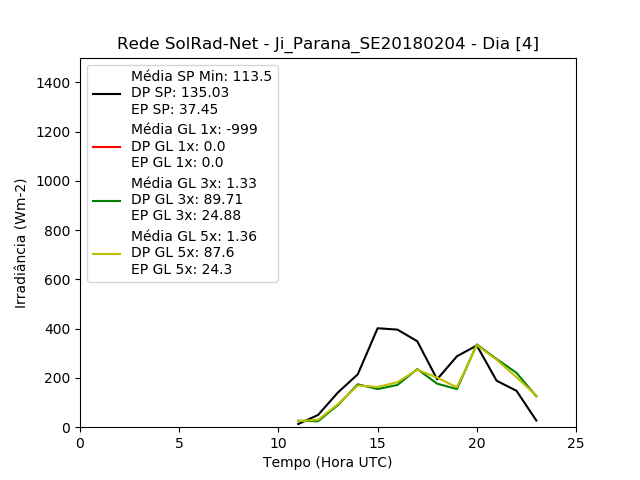 Rede SolRad-Net - Ji_Parana_SE20180204 - Dia [4]
Média SP Min: 113.5
DP SP: 135.03
EP SP: 37.45
Média GL 1x: -999
DP GL 1x: 0.0
EP GL 1x: 0.0
Média GL 3x: 1.33
DP GL 3x: 89.71
EP GL 3x: 24.88
Média GL 5x: 1.36
DP GL 5x: 87.6
EP GL 5x: 24.3
Irradiância (Wm-2)
1400
1200
1000
800
600
400
200
0
0 5 10 15 20 25
Tempo (Hora UTC)